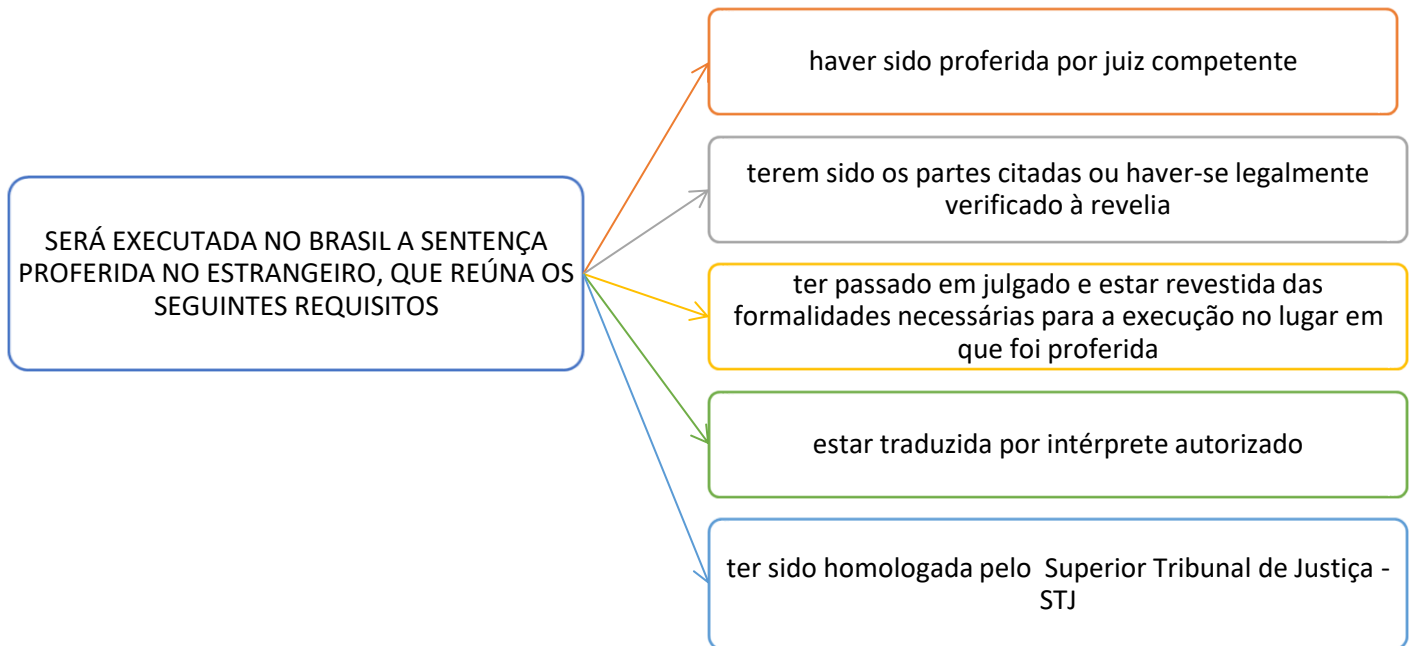 SERÁ EXECUTADA NO BRASIL A SENTENÇA
PROFERIDA NO ESTRANGEIRO, QUE REÚNA OS
SEGUINTES REQUISITOS
haver sido proferida por juiz competente
terem sido os partes citadas ou haver-se legalmente
verificado à revelia
ter passado em julgado e estar revestida das
formalidades necessárias para a execução no lugar em
que foi proferida
estar traduzida por intérprete autorizado
ter sido homologada pelo Superior Tribunal de Justiça -
STJ